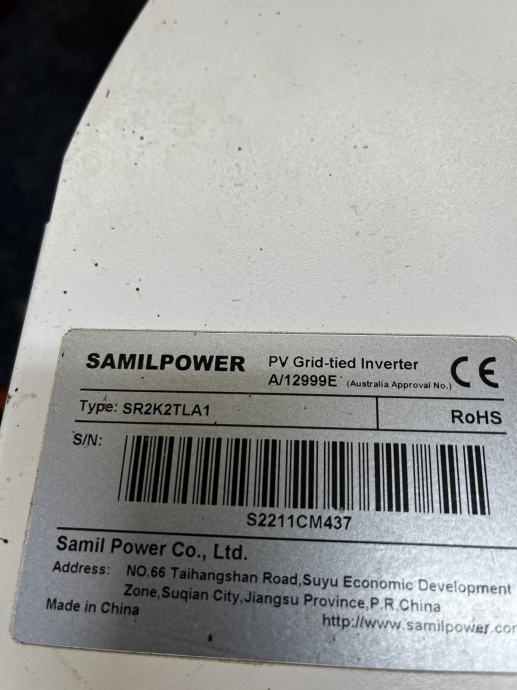 SAMILPOWER PV Grid-tied Inverter
A/12999E (Australia Approval No.) CE
Type: SR2K2TLA1 RoHS
S/N:
S2211CM437
Samil Power Co., Ltd.
Address: NO.66 Taihangshan Road,Suyu Economic Development
Zone,Suqian City,Jiangsu Province,P.R.China
Made in China http://www.samilpower.com